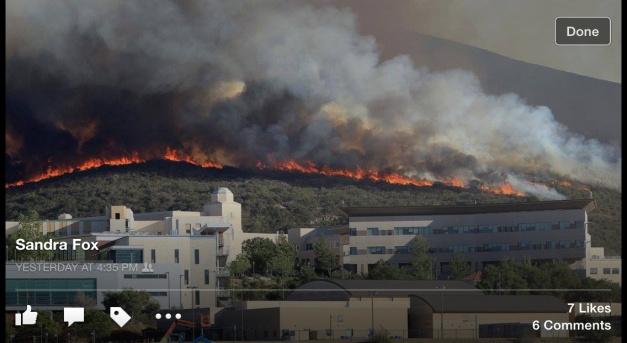 Done
Sandra Fox
YESTERDAY AT 4:35 PM
7 Likes
6 Comments